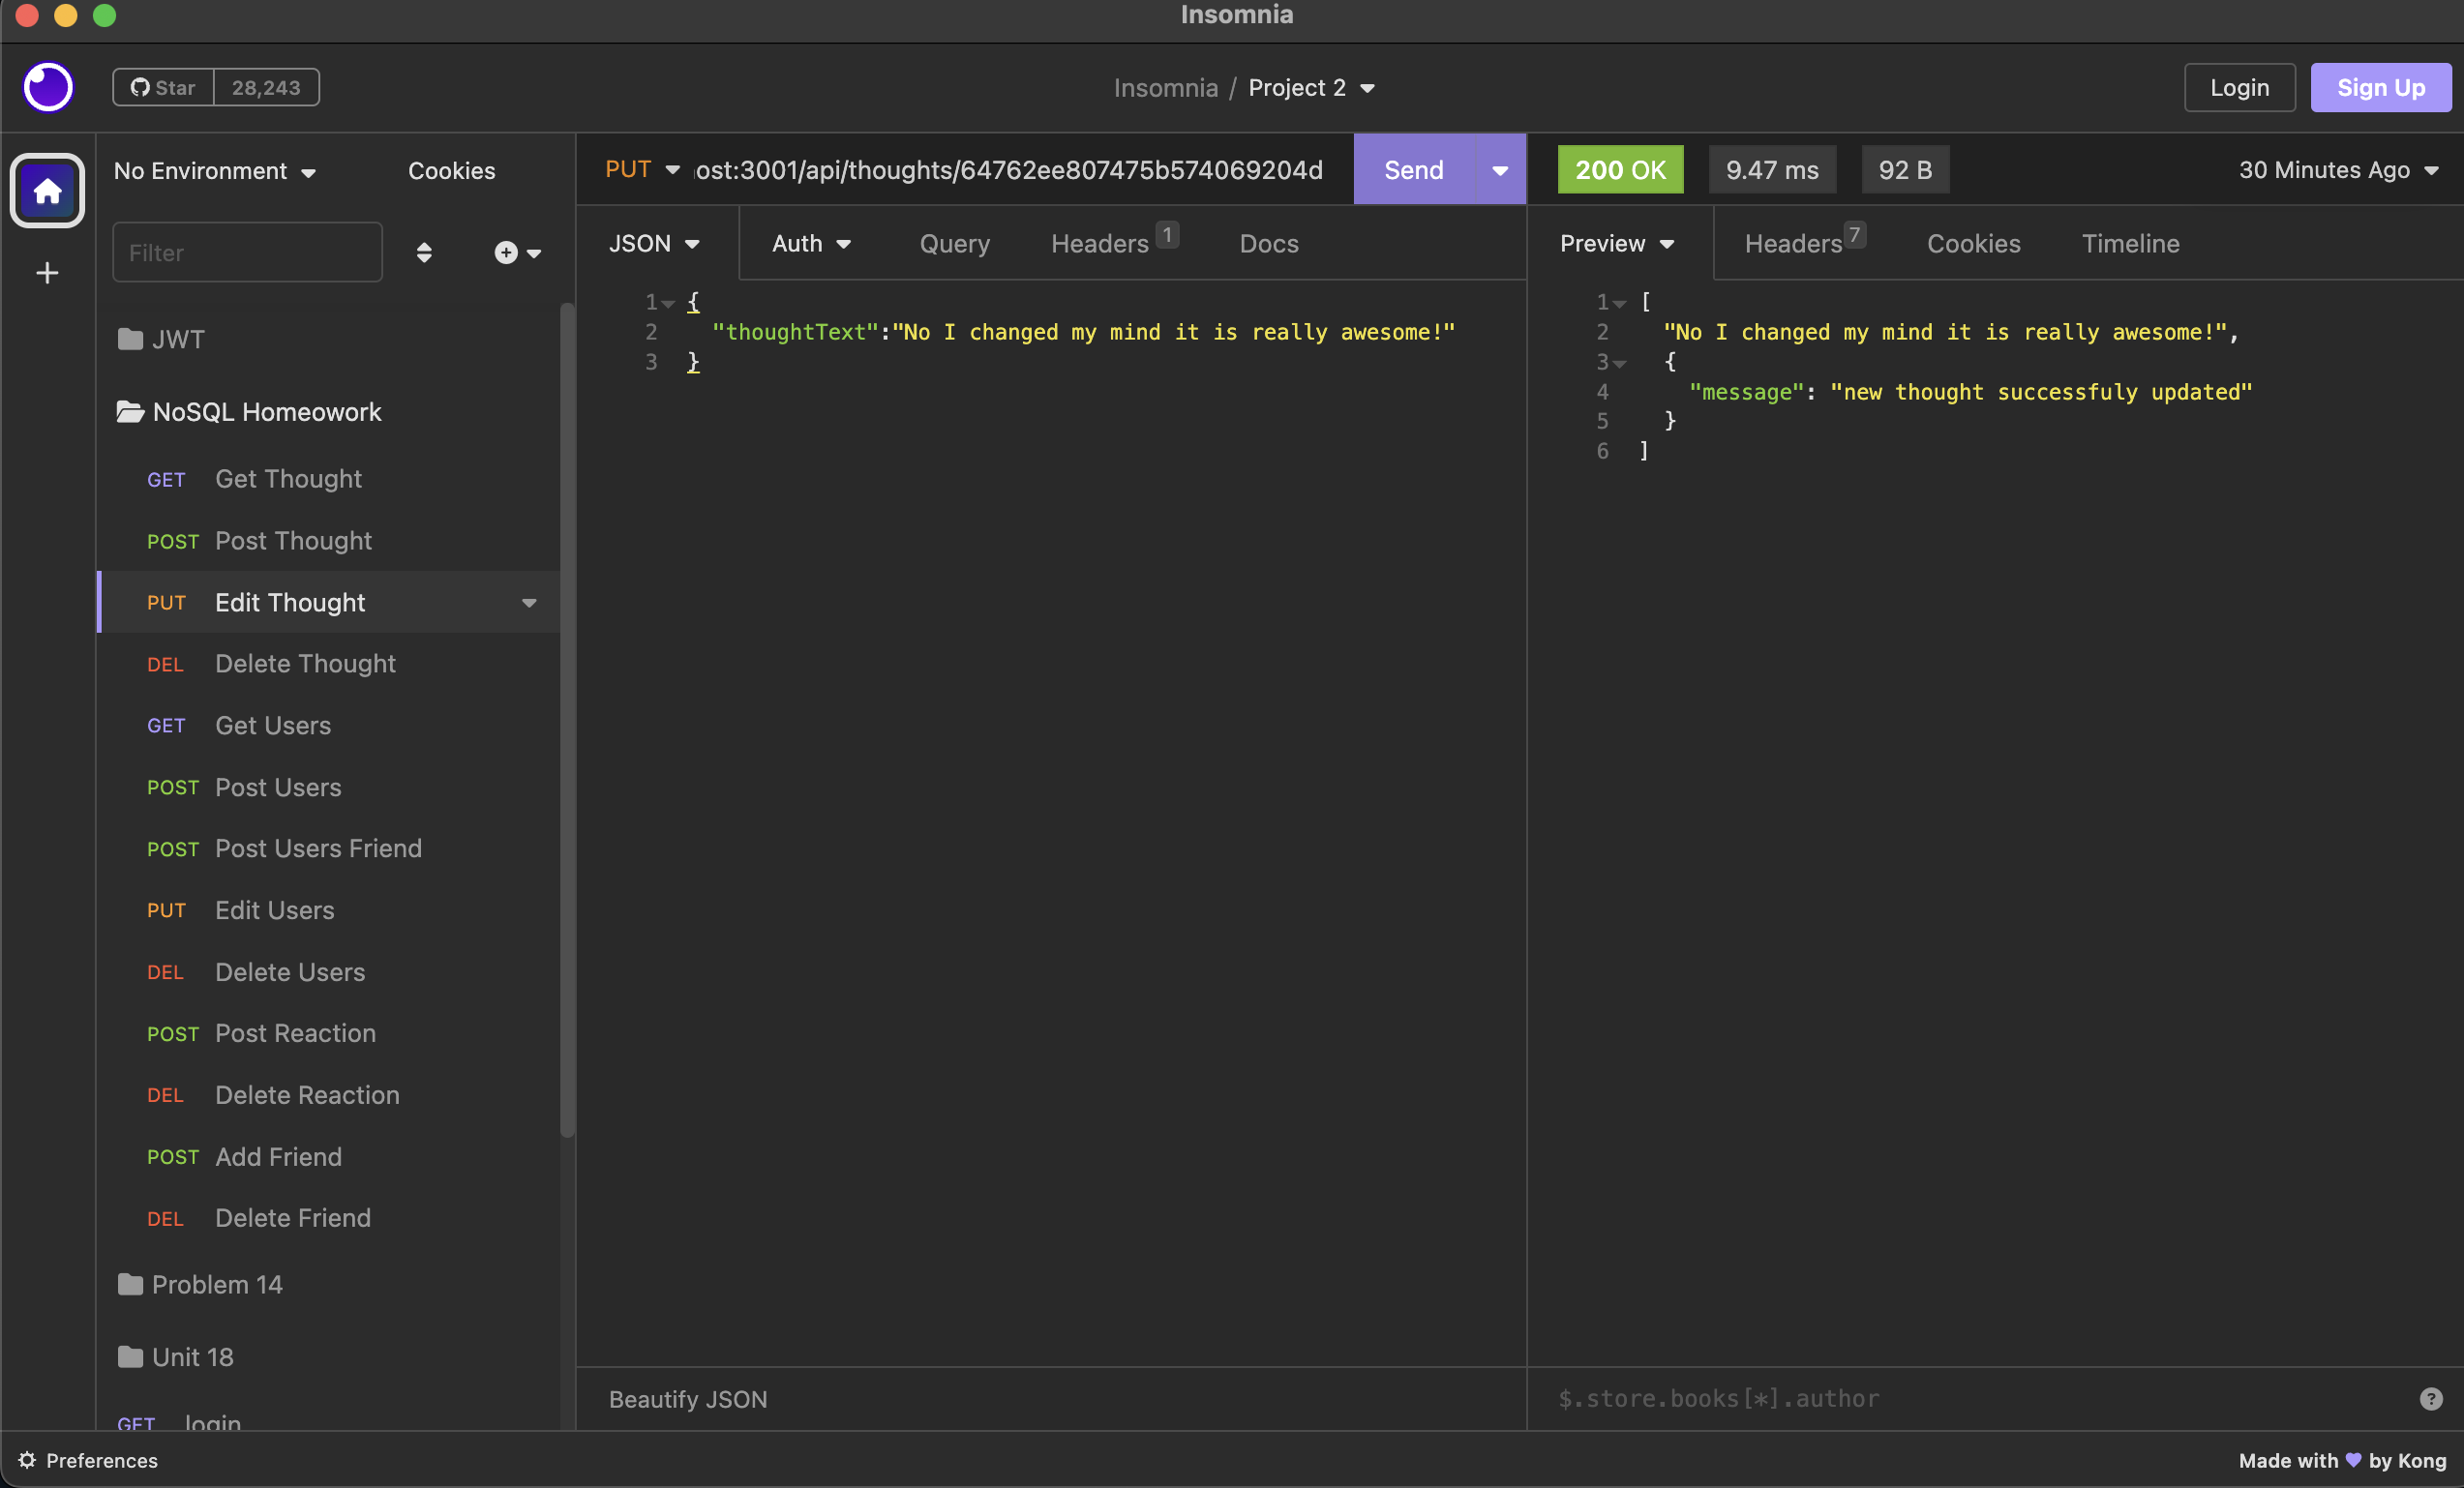 Insomnia
Star 28,243
Insomnia / Project 2
Login
Sign Up
No Environment
Cookies
Filter
JWT
NoSQL Homeowork
GET Get Thought
POST Post Thought
PUT Edit Thought
DEL Delete Thought
GET Get Users
POST Post Users
POST Post Users Friend
PUT Edit Users
DEL Delete Users
POST Post Reaction
DEL Delete Reaction
POST Add Friend
DEL Delete Friend
Problem 14
Unit 18
GET login
PUT ost:3001/api/thoughts/64762ee807475b574069204d
Send
JSON Auth Query Headers 1 Docs
1 {
2 "thoughtText":"No I changed my mind it is really awesome!"
3 }
Beautify JSON
200 OK 9.47 ms 92 B 30 Minutes Ago
Preview Headers 7 Cookies Timeline
1 [
2 "No I changed my mind it is really awesome!",
3 {
4 "message": "new thought successfuly updated"
5 }
6 ]
$.store.books[*].author
?
Preferences
Made with 💜 by Kong